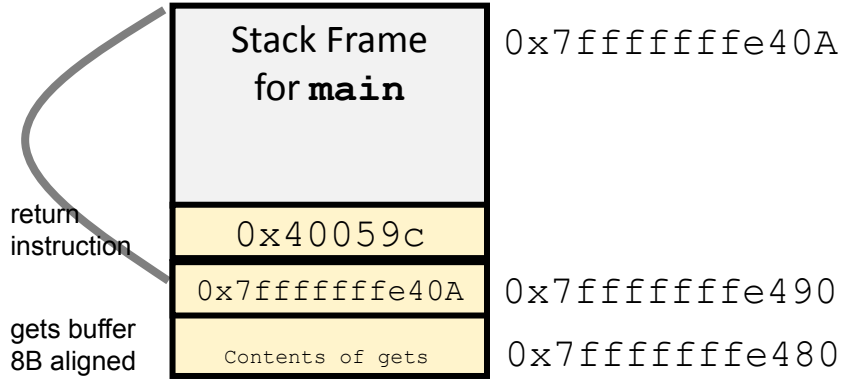 Stack Frame
for main
0x7fffffffe40A
return
instruction
0x40059c
0x7fffffffe40A
0x7fffffffe490
gets buffer
8B aligned
Contents of gets
0x7fffffffe480